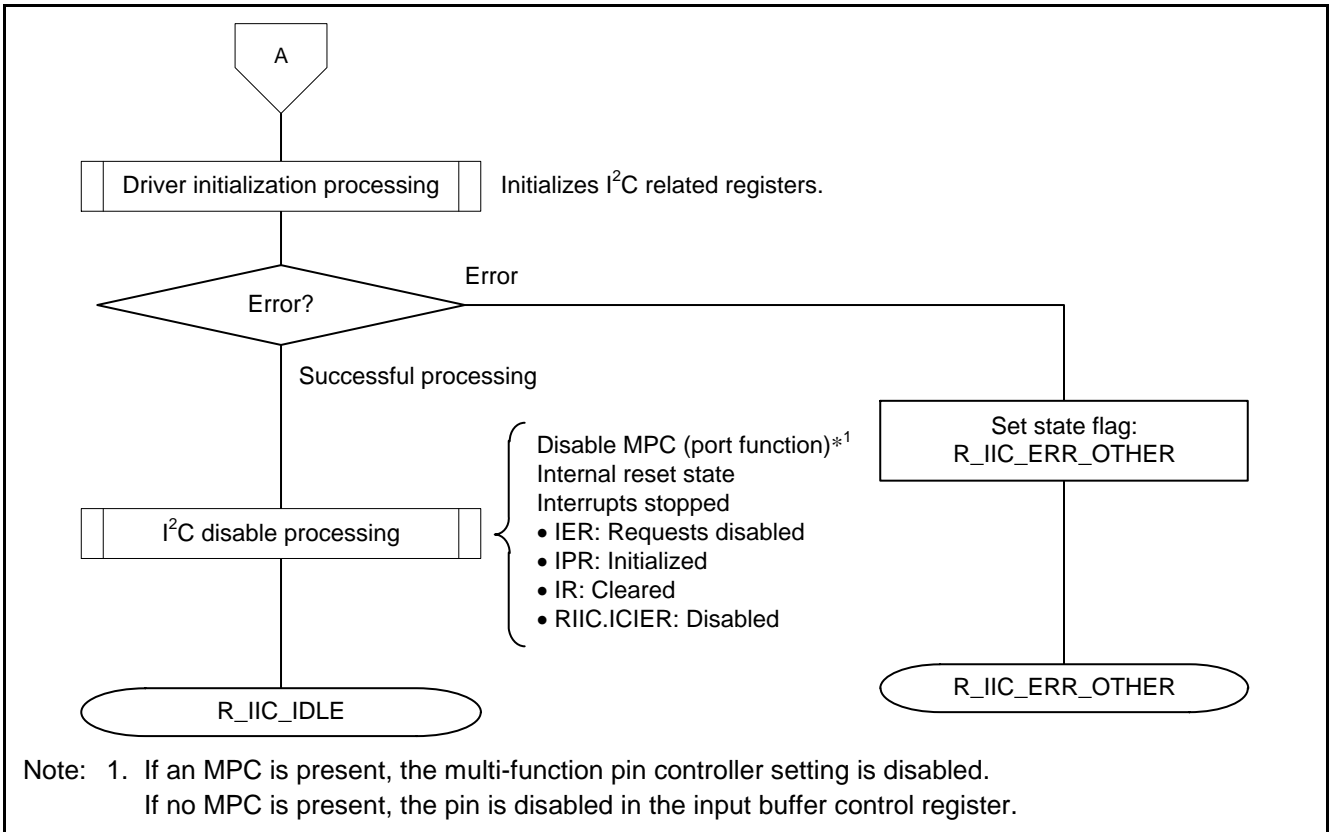 A
Driver initialization processing
Initializes I²C related registers.
Error
Error?
Successful processing
Set state flag:
R_IIC_ERR_OTHER
Disable MPC (port function)*¹
Internal reset state
Interrupts stopped
• IER: Requests disabled
• IPR: Initialized
• IR: Cleared
• RIIC.ICIER: Disabled
I²C disable processing
R_IIC_IDLE
R_IIC_ERR_OTHER
Note: 1. If an MPC is present, the multi-function pin controller setting is disabled.
If no MPC is present, the pin is disabled in the input buffer control register.